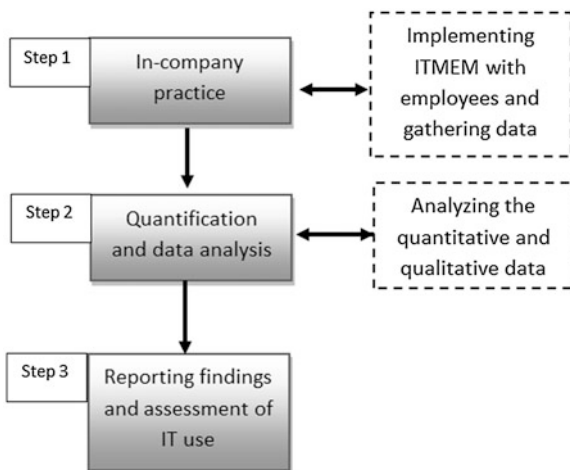 Step 1
In-company
practice
Implementing
ITMEM with
employees and
gathering data
Step 2
Quantification
and data analysis
Analyzing the
quantitative and
qualitative data
Step 3
Reporting findings
and assessment of
IT use